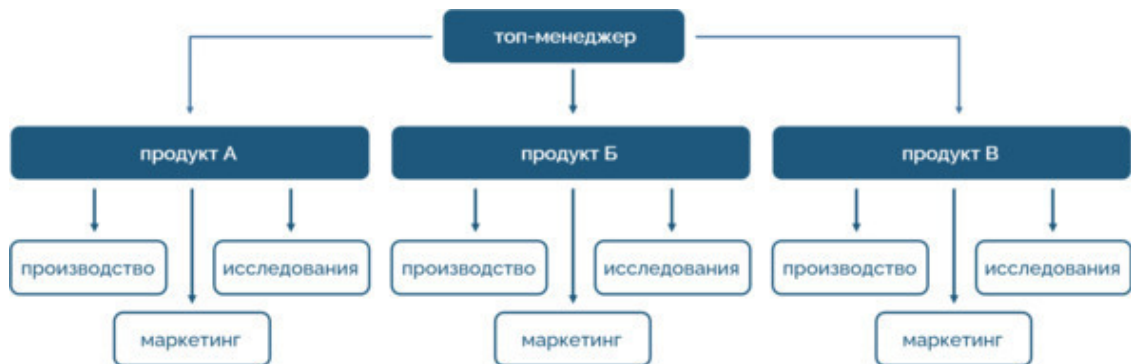 топ-менеджер
продукт А
продукт Б
продукт В
производство
исследования
производство
исследования
производство
исследования
маркетинг
маркетинг
маркетинг